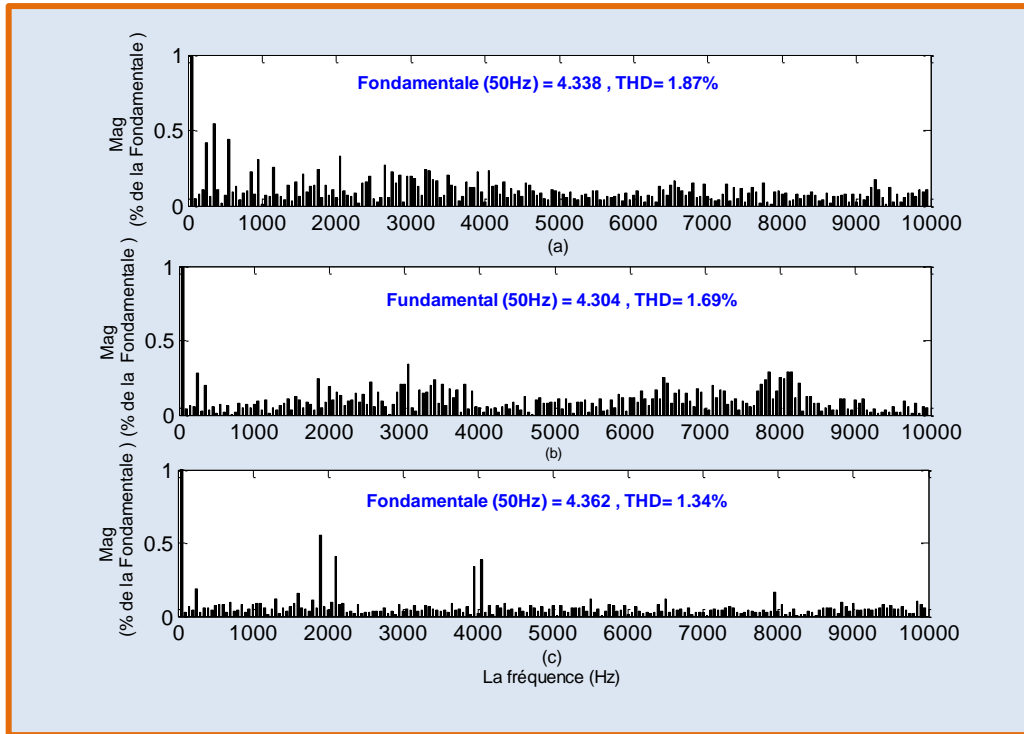 Mag
(% de la Fondamentale )
1
0.5
0
Fondamentale (50Hz) = 4.338 , THD= 1.87%
0 1000 2000 3000 4000 5000 6000 7000 8000 9000 10000
(a)
Mag
(% de la Fondamentale )
1
0.5
0
Fundamental (50Hz) = 4.304 , THD= 1.69%
0 1000 2000 3000 4000 5000 6000 7000 8000 9000 10000
(b)
Mag
(% de la Fondamentale )
1
0.5
0
Fondamentale (50Hz) = 4.362 , THD= 1.34%
0 1000 2000 3000 4000 5000 6000 7000 8000 9000 10000
(c)
La fréquence (Hz)